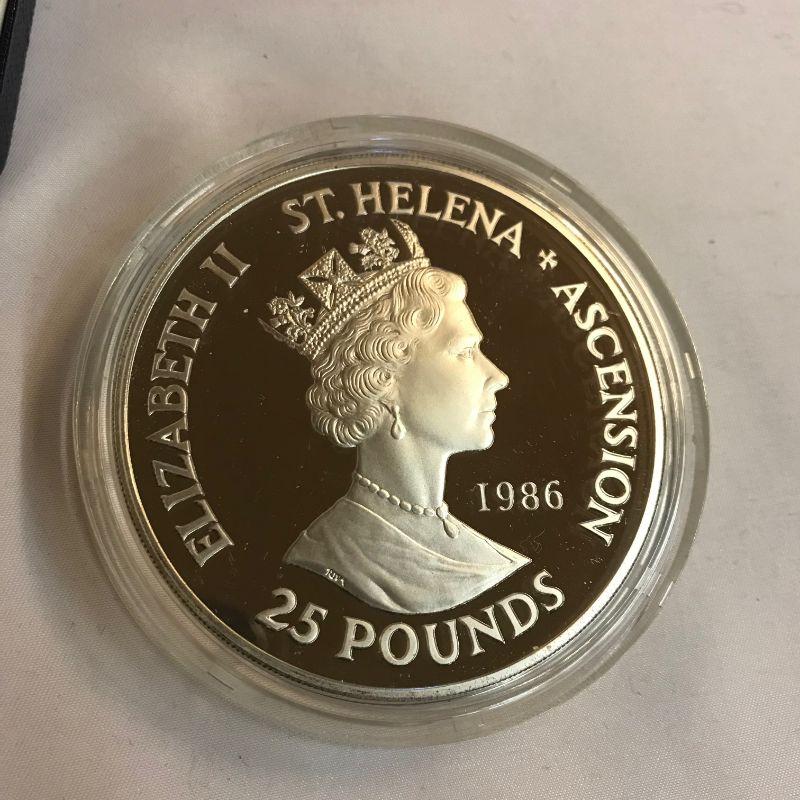 ELIZABETH II
ST. HELENA + ASCENSION
1986
25 POUNDS